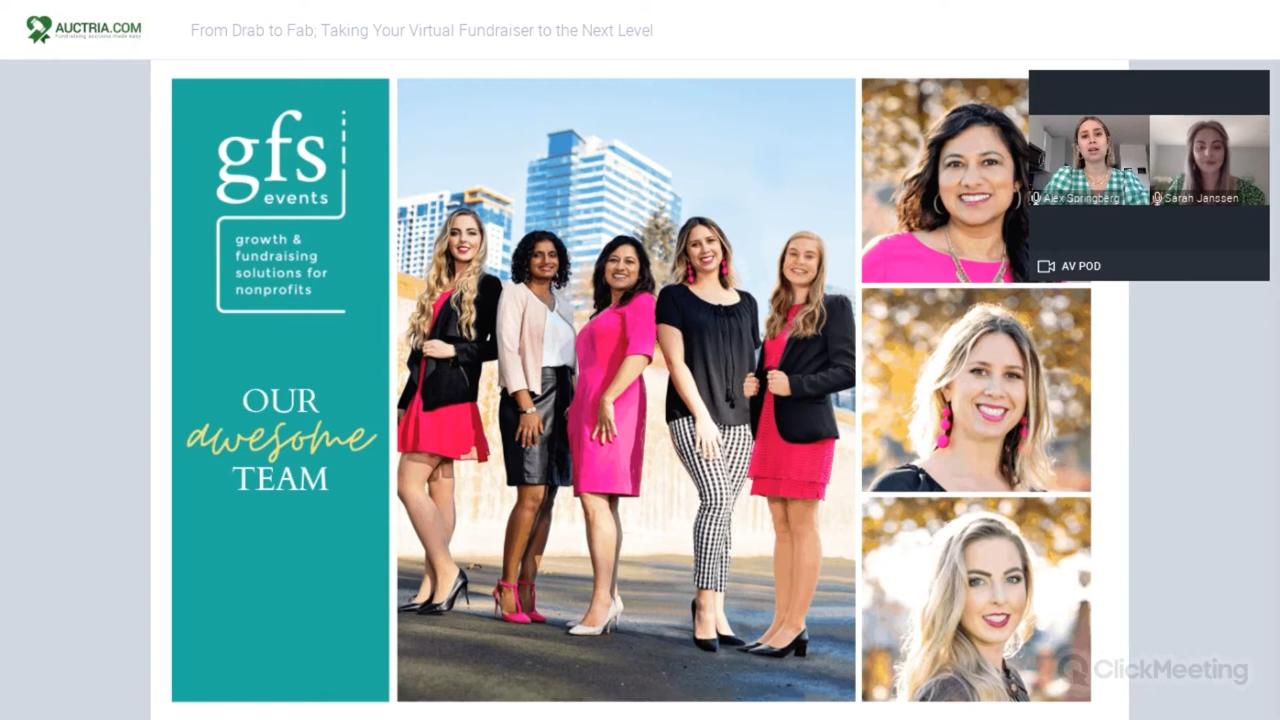 AUCTRIA.COM
Fundraising auctions made easy
From Drab to Fab; Taking Your Virtual Fundraiser to the Next Level
gfs
events
growth &
fundraising
solutions for
nonprofits
OUR
awesome
TEAM
Alex Springberg
Sarah Janssen
AV POD
ClickMeeting